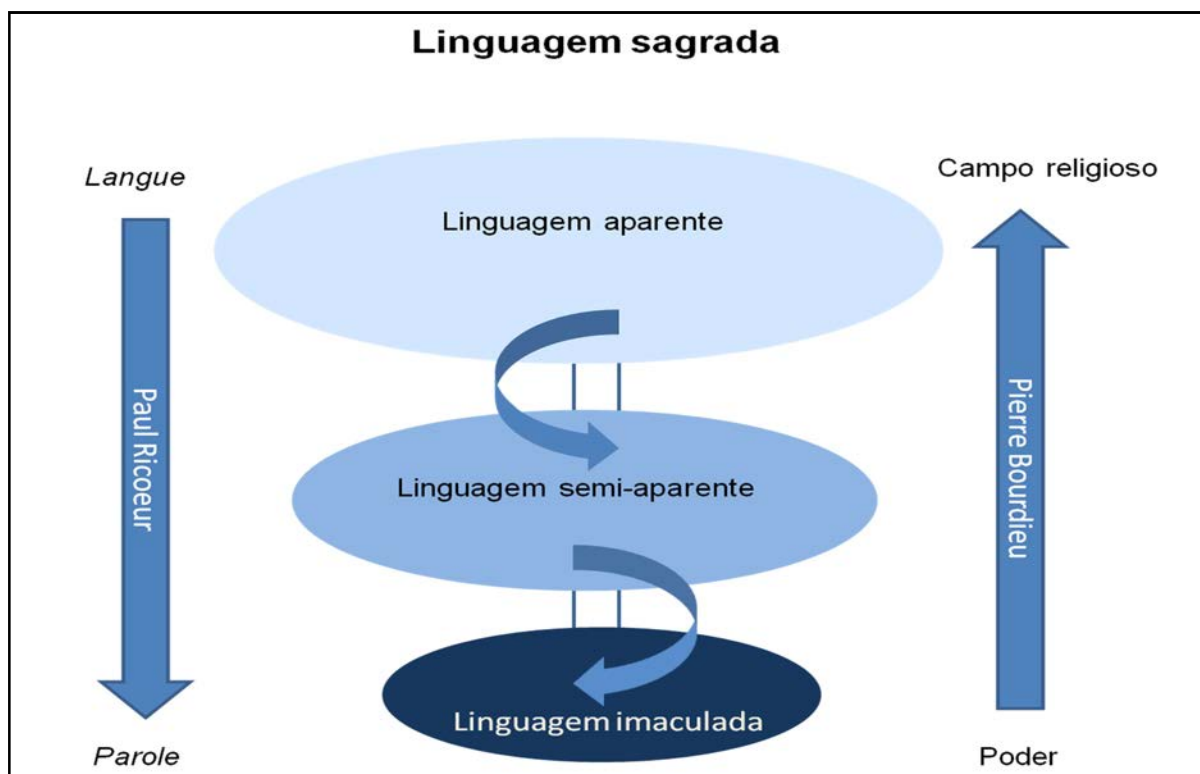 Linguagem sagrada
Langue
Campo religioso
Linguagem aparente
Paul Ricoeur
Linguagem semi-aparente
Pierre Bourdieu
Linguagem imaculada
Parole
Poder